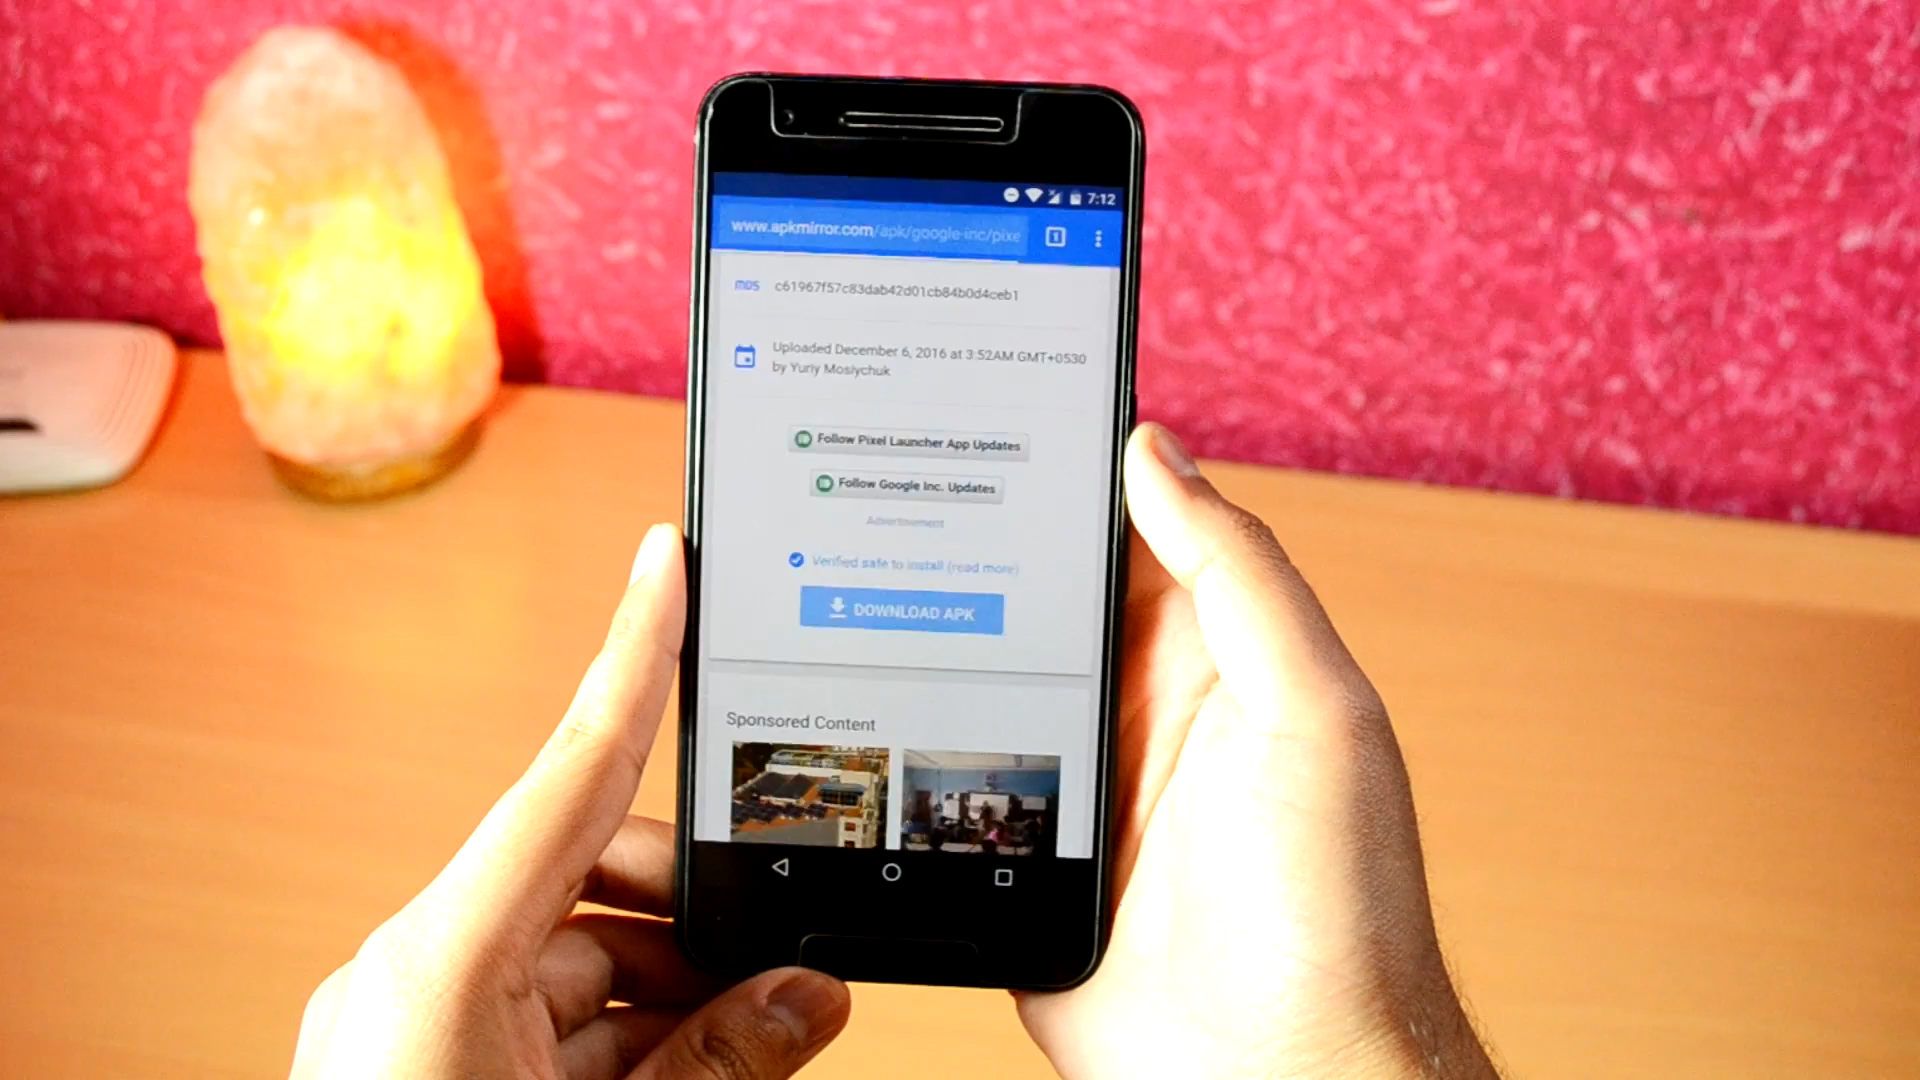 7:12
www.apkmirror.com/apk/google-inc/pixe
1
MD5 c61967f57c83dab42d01cb84b0d4ceb1
Uploaded December 6, 2016 at 3:52AM GMT+0530
by Yuriy Mosiychuk
Follow Pixel Launcher App Updates
Follow Google Inc. Updates
Advertisement
Verified safe to install (read more)
DOWNLOAD APK
Sponsored Content